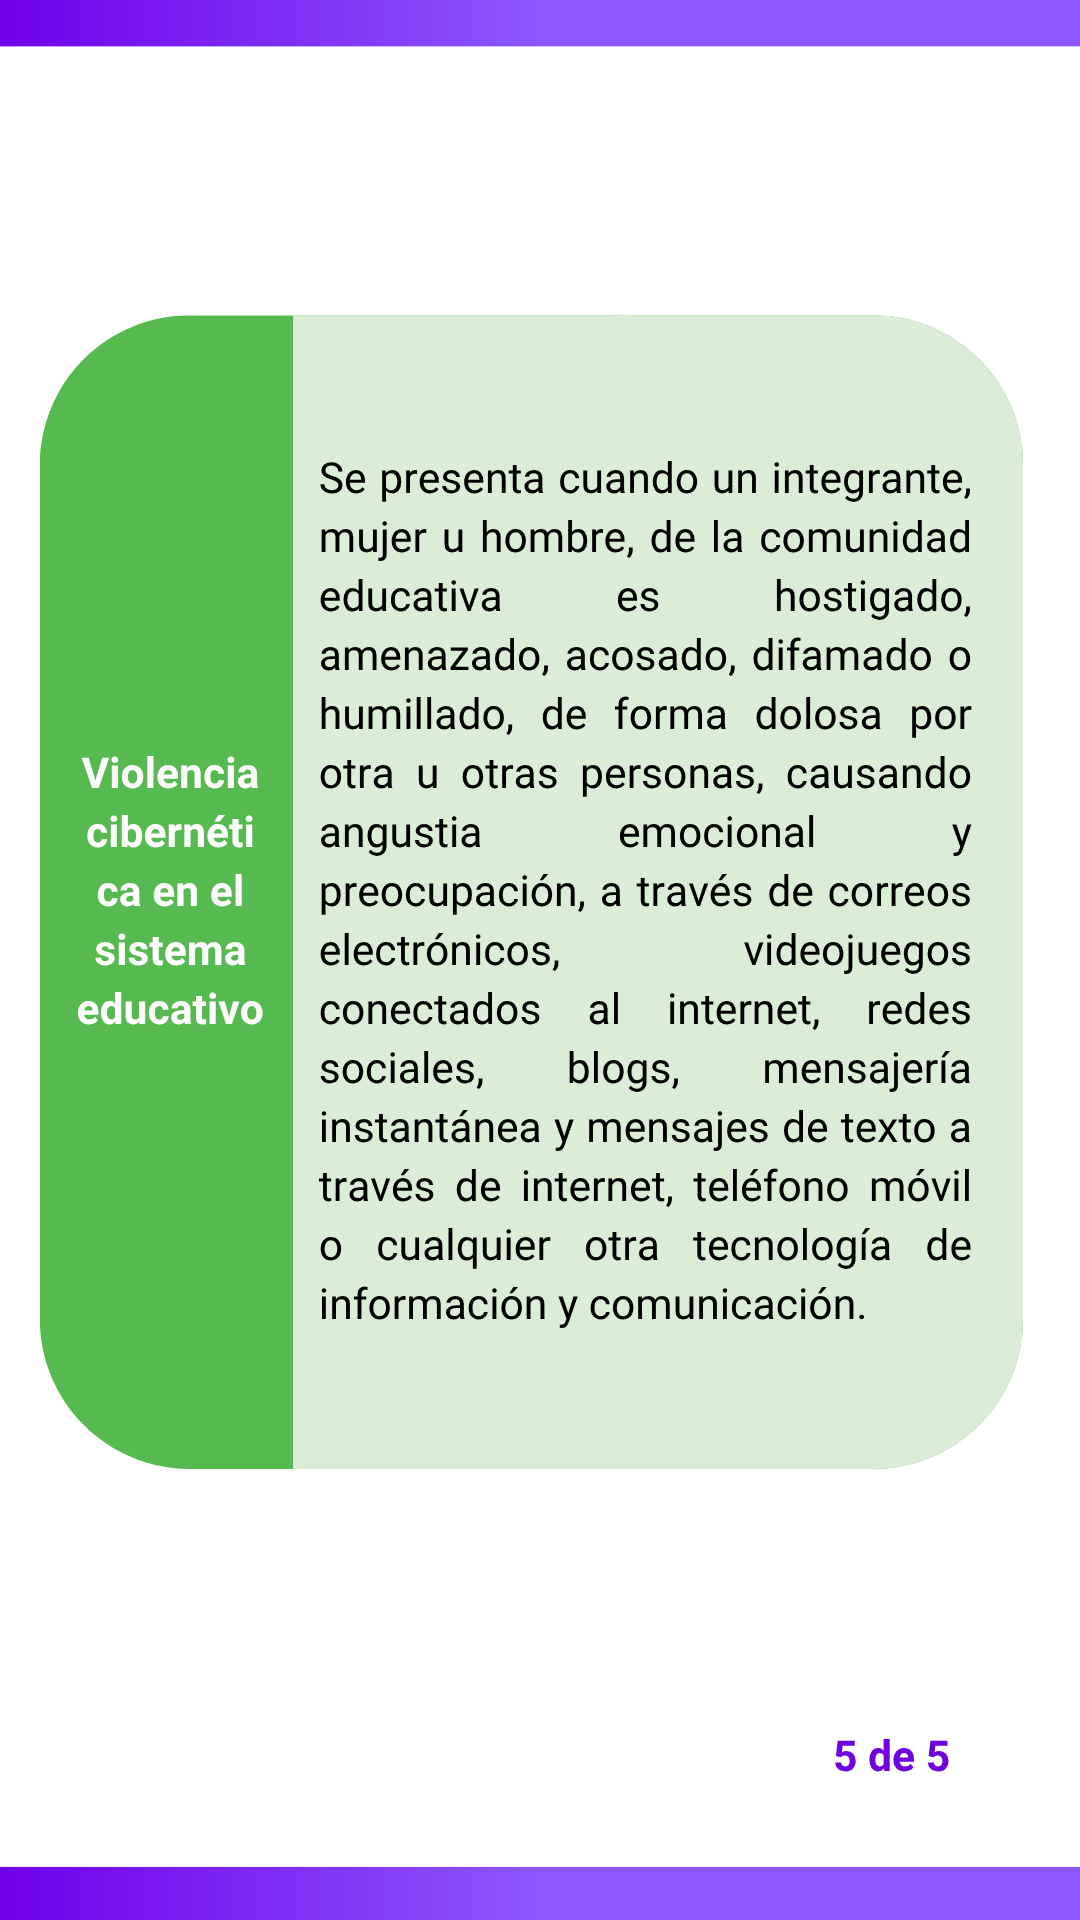 Violencia
cibernéti
ca en el
sistema
educativo
Se presenta cuando un integrante,
mujer u hombre, de la comunidad
educativa es hostigado,
amenazado, acosado, difamado o
humillado, de forma dolosa por
otra u otras personas, causando
angustia emocional y
preocupación, a través de correos
electrónicos, videojuegos
conectados al internet, redes
sociales, blogs, mensajería
instantánea y mensajes de texto a
través de internet, teléfono móvil
o cualquier otra tecnología de
información y comunicación.
5 de 5